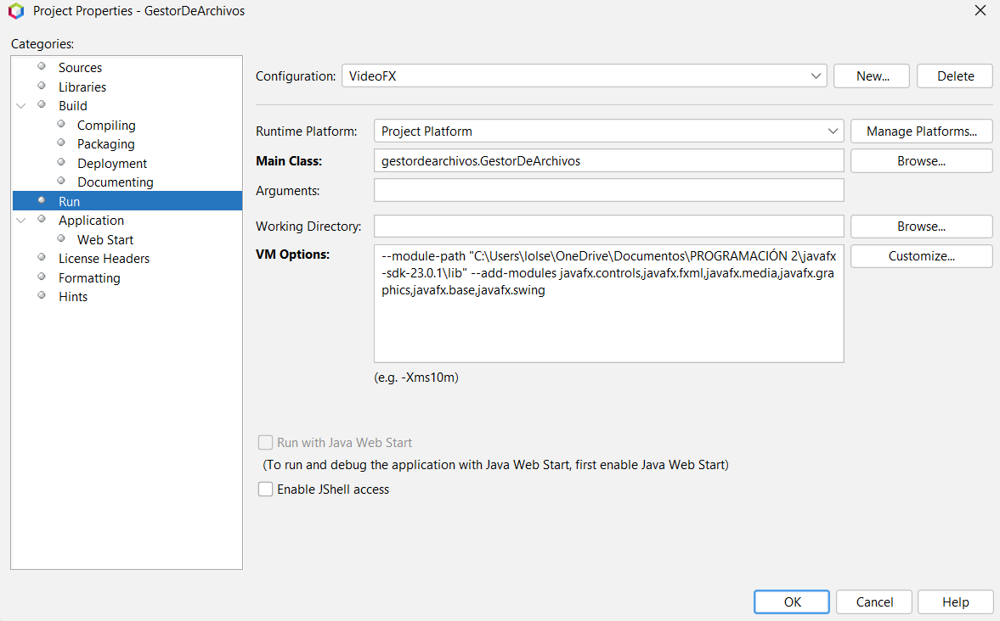 Project Properties - GestorDeArchivos
Categories:
Sources
Libraries
Build
Compiling
Packaging
Deployment
Documenting
Run
Application
Web Start
License Headers
Formatting
Hints
Configuration: VideoFX New... Delete
Runtime Platform: Project Platform Manage Platforms...
Main Class: gestordearchivos.GestorDeArchivos Browse...
Arguments:
Working Directory: Browse...
VM Options: --module-path "C:\Users\lolse\OneDrive\Documentos\PROGRAMACIÓN 2\javafx Customize...
-sdk-23.0.1\lib" --add-modules javafx.controls,javafx.fxml,javafx.media,javafx.gra
phics,javafx.base,javafx.swing
(e.g. -Xms10m)
Run with Java Web Start
(To run and debug the application with Java Web Start, first enable Java Web Start)
Enable JShell access
OK Cancel Help